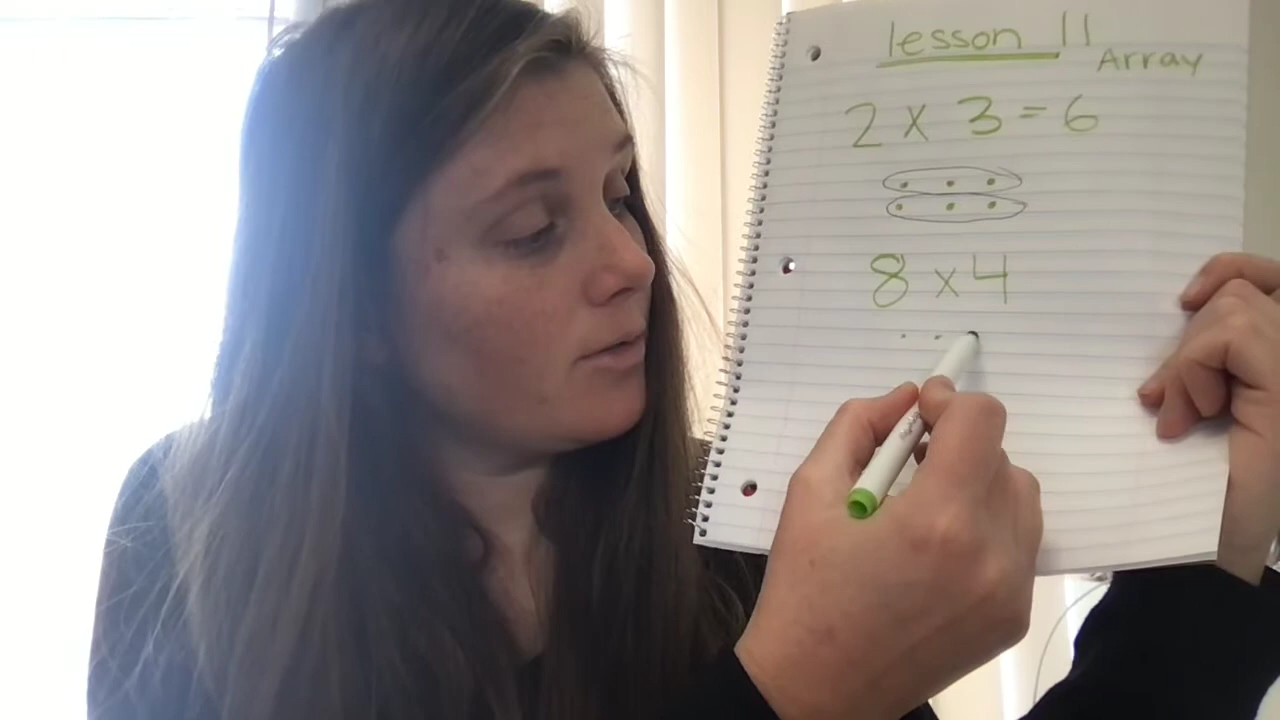 lesson 11
Array
2 x 3 = 6
8 x 4